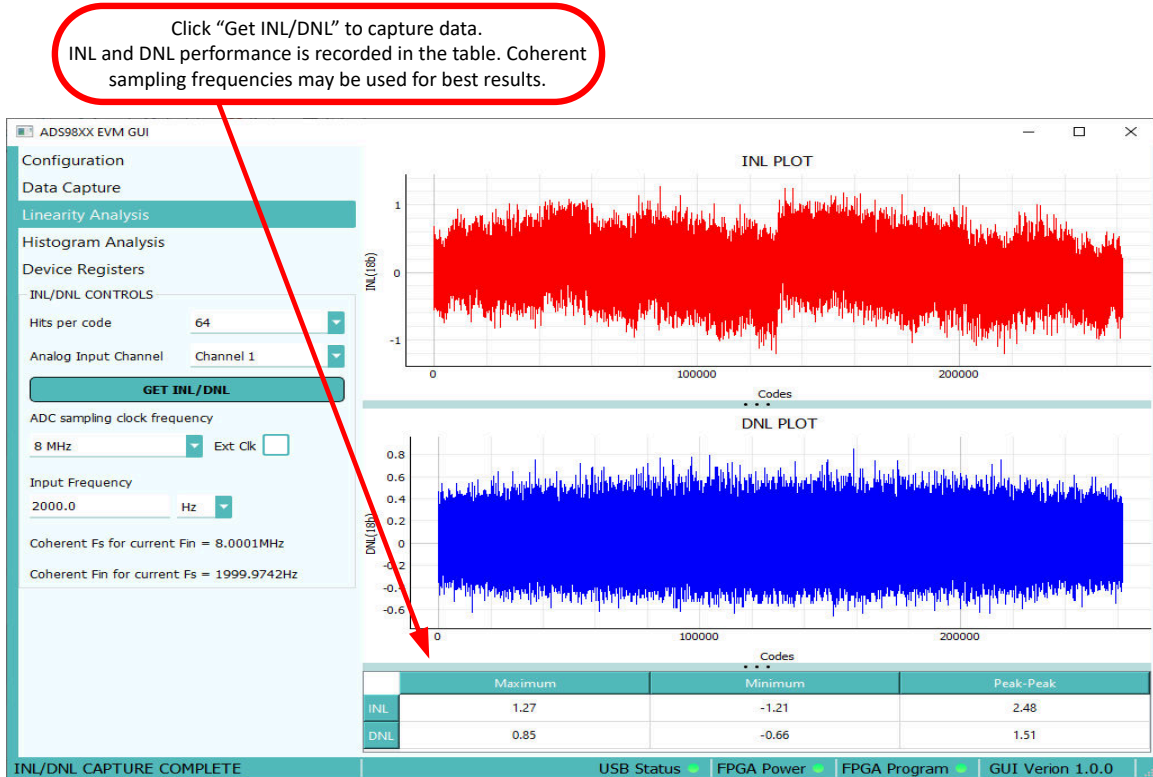 Click “Get INL/DNL” to capture data.
INL and DNL performance is recorded in the table. Coherent
sampling frequencies may be used for best results.
ADS98XX EVM GUI
Configuration
Data Capture
Linearity Analysis
Histogram Analysis
Device Registers
INL/DNL CONTROLS
Hits per code 64
Analog Input Channel Channel 1
GET INL/DNL
ADC sampling clock frequency
8 MHz Ext Clk
Input Frequency
2000.0 Hz
Coherent Fs for current Fin = 8.0001MHz
Coherent Fin for current Fs = 1999.9742Hz
INL PLOT
INL(18b)
1
0
-1
0 100000 200000
Codes
DNL PLOT
DNL(18b)
0.8
0.6
0.4
0.2
0
-0.2
-0.4
-0.6
0 100000 200000
Codes
Maximum Minimum Peak-Peak
INL 1.27 -1.21 2.48
DNL 0.85 -0.66 1.51
INL/DNL CAPTURE COMPLETE USB Status FPGA Power FPGA Program GUI Verion 1.0.0